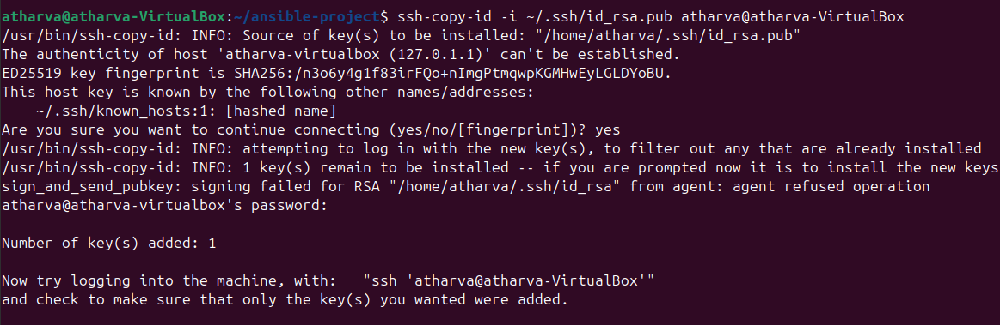 atharva@atharva-VirtualBox:~/ansible-project$ ssh-copy-id -i ~/.ssh/id_rsa.pub atharva@atharva-VirtualBox
/usr/bin/ssh-copy-id: INFO: Source of key(s) to be installed: "/home/atharva/.ssh/id_rsa.pub"
The authenticity of host 'atharva-virtualbox (127.0.1.1)' can't be established.
ED25519 key fingerprint is SHA256:/n3o6y4g1f83irFQo+nImgPtmqwpKGMHwEyLGLDYoBU.
This host key is known by the following other names/addresses:
    ~/.ssh/known_hosts:1: [hashed name]
Are you sure you want to continue connecting (yes/no/[fingerprint])? yes
/usr/bin/ssh-copy-id: INFO: attempting to log in with the new key(s), to filter out any that are already installed
/usr/bin/ssh-copy-id: INFO: 1 key(s) remain to be installed -- if you are prompted now it is to install the new keys
sign_and_send_pubkey: signing failed for RSA "/home/atharva/.ssh/id_rsa" from agent: agent refused operation
atharva@atharva-virtualbox's password:
Number of key(s) added: 1
Now try logging into the machine, with:   "ssh 'atharva@atharva-VirtualBox'"
and check to make sure that only the key(s) you wanted were added.